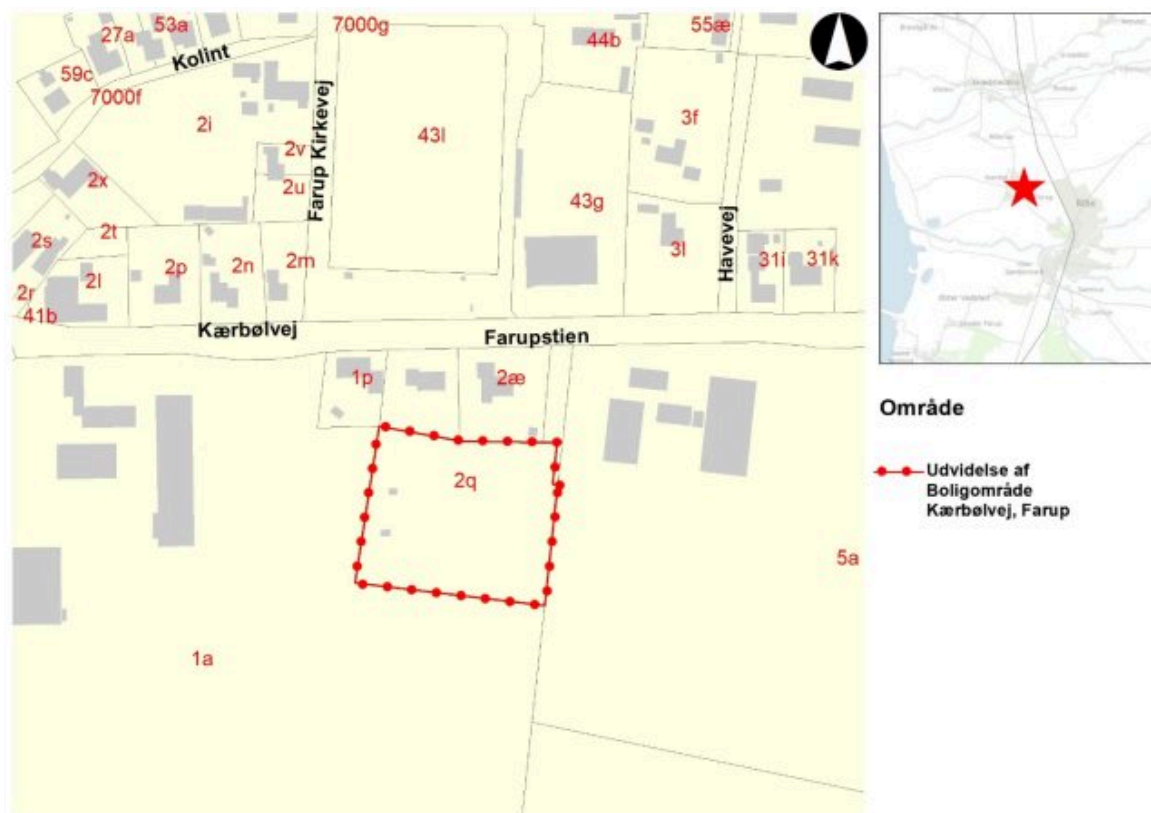 27a
53a
7000g
44b
55æ
Kolint
59c
7000f
2i
Farup Kirkevej
43l
3f
2v
2x
2u
43g
2t
2s
2p
2n
2m
3l
Havevej
31i
31k
2l
2r
41b
Kærbølvej
Farupstien
1p
2æ
2q
5a
1a
Område
Udvidelse af
Boligområde
Kærbølvej, Farup